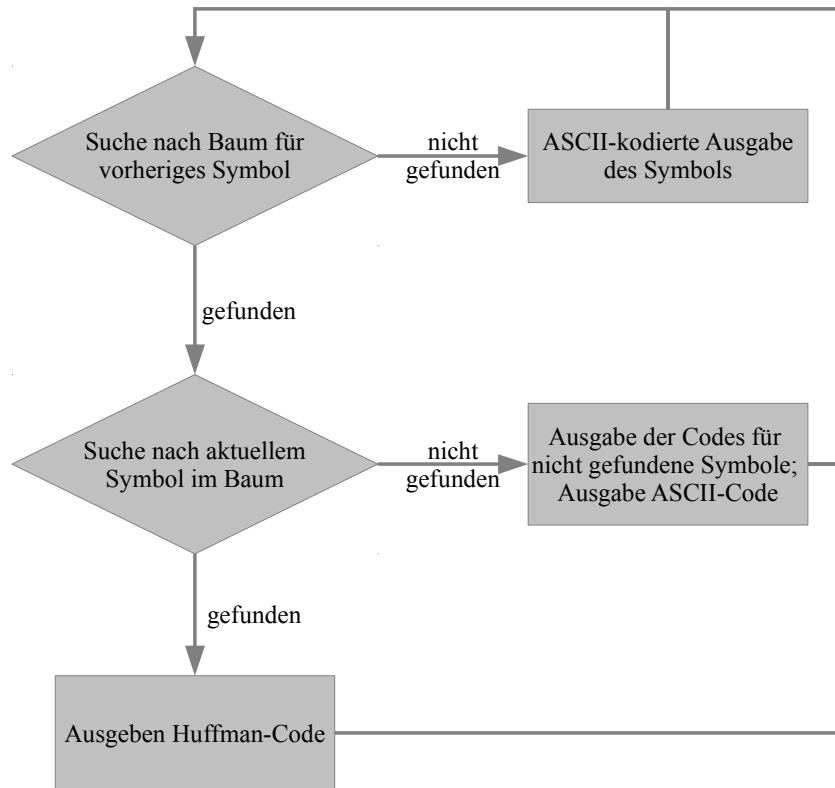 Suche nach Baum für
vorheriges Symbol
nicht
gefunden
ASCII-kodierte Ausgabe
des Symbols
gefunden
Suche nach aktuellem
Symbol im Baum
nicht
gefunden
Ausgabe der Codes für
nicht gefundene Symbole;
Ausgabe ASCII-Code
gefunden
Ausgeben Huffman-Code